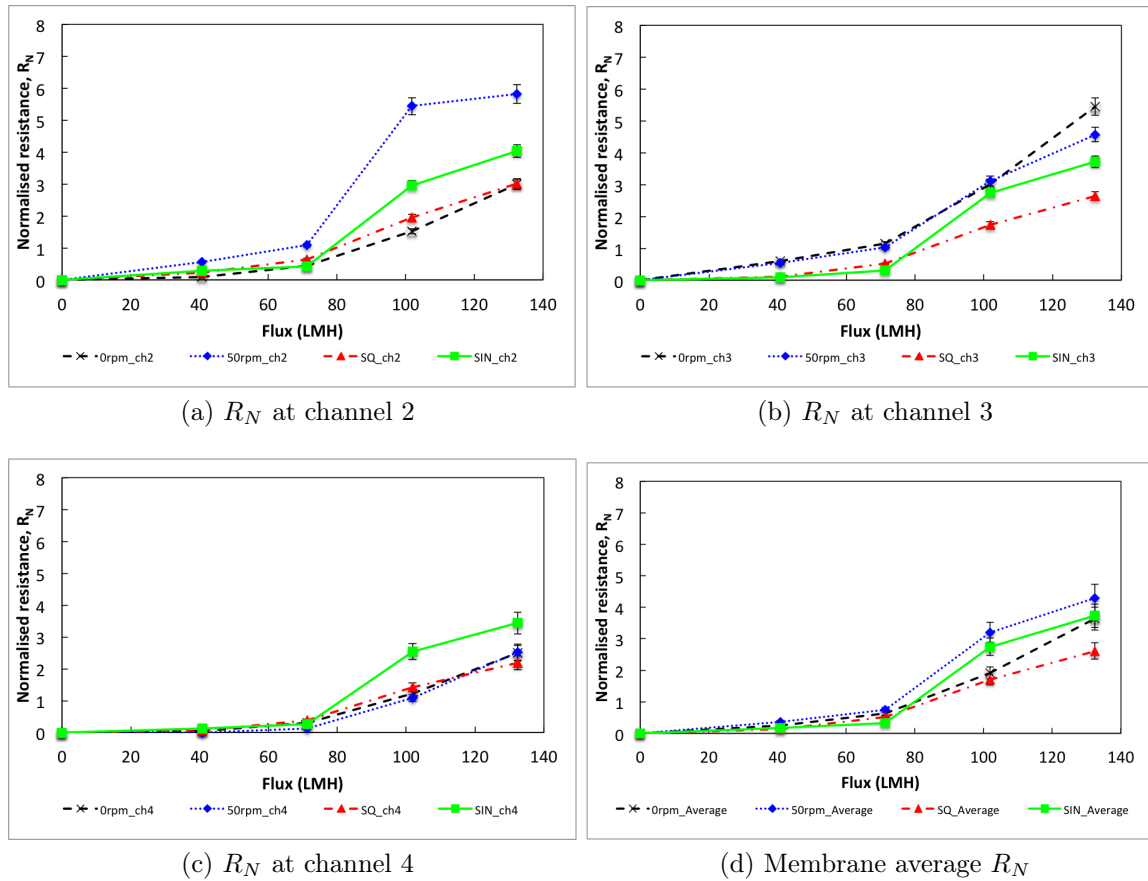 Normalised resistance, R_N
8
7
6
5
4
3
2
1
0
0 20 40 60 80 100 120 140
Flux (LMH)
0rpm_ch2 50rpm_ch2 SQ_ch2 SIN_ch2
(a) R_N at channel 2
Normalised resistance, R_N
8
7
6
5
4
3
2
1
0
0 20 40 60 80 100 120 140
Flux (LMH)
0rpm_ch3 50rpm_ch3 SQ_ch3 SIN_ch3
(b) R_N at channel 3
Normalised resistance, R_N
8
7
6
5
4
3
2
1
0
0 20 40 60 80 100 120 140
Flux (LMH)
0rpm_ch4 50rpm_ch4 SQ_ch4 SIN_ch4
(c) R_N at channel 4
Normalised resistance, R_N
8
7
6
5
4
3
2
1
0
0 20 40 60 80 100 120 140
Flux (LMH)
0rpm_Average 50rpm_Average SQ_Average SIN_Average
(d) Membrane average R_N